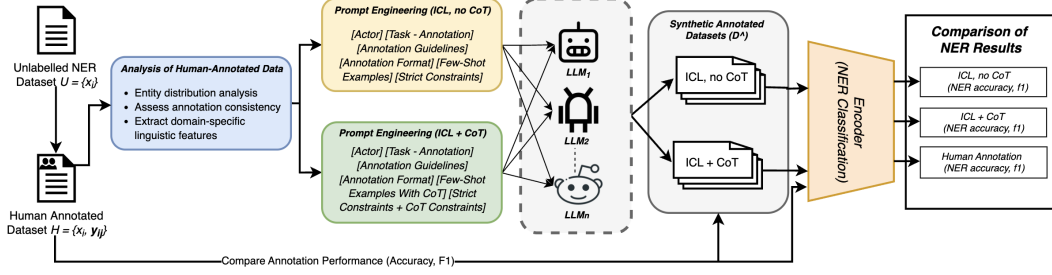 Unlabelled NER
Dataset U = {xᵢ}
Human Annotated
Dataset H = {xᵢ, yᵢⱼ}
Analysis of Human-Annotated Data
• Entity distribution analysis
• Assess annotation consistency
• Extract domain-specific
linguistic features
Prompt Engineering (ICL, no CoT)
[Actor] [Task - Annotation]
[Annotation Guidelines]
[Annotation Format] [Few-Shot
Examples] [Strict Constraints]
Prompt Engineering (ICL + CoT)
[Actor] [Task - Annotation]
[Annotation Guidelines]
[Annotation Format] [Few-Shot
Examples With CoT] [Strict
Constraints + CoT Constraints]
LLM₁
LLM₂
LLMₙ
Synthetic Annotated
Datasets (D^)
ICL, no CoT
ICL + CoT
Encoder
(NER Classification)
Comparison of
NER Results
ICL, no CoT
(NER accuracy, f1)
ICL + CoT
(NER accuracy, f1)
Human Annotation
(NER accuracy, f1)
Compare Annotation Performance (Accuracy, F1)